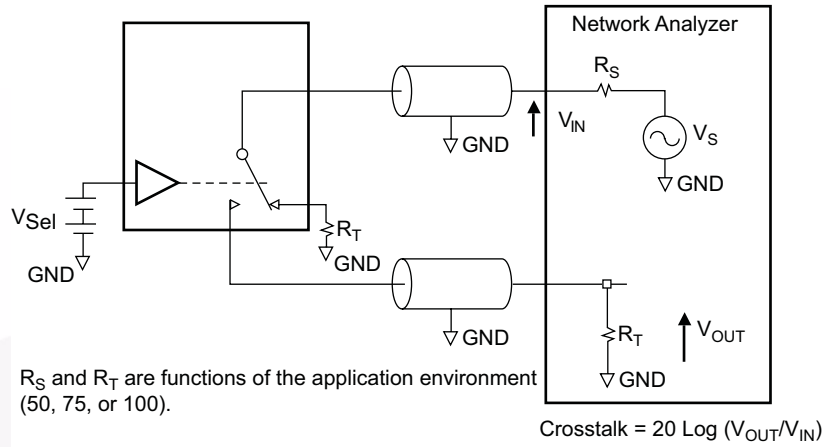 Network Analyzer
R_S
V_IN
V_S
GND
GND
V_Sel
GND
R_T
GND
GND
R_T
V_OUT
GND
R_S and R_T are functions of the application environment
(50, 75, or 100).
Crosstalk = 20 Log (V_OUT/V_IN)